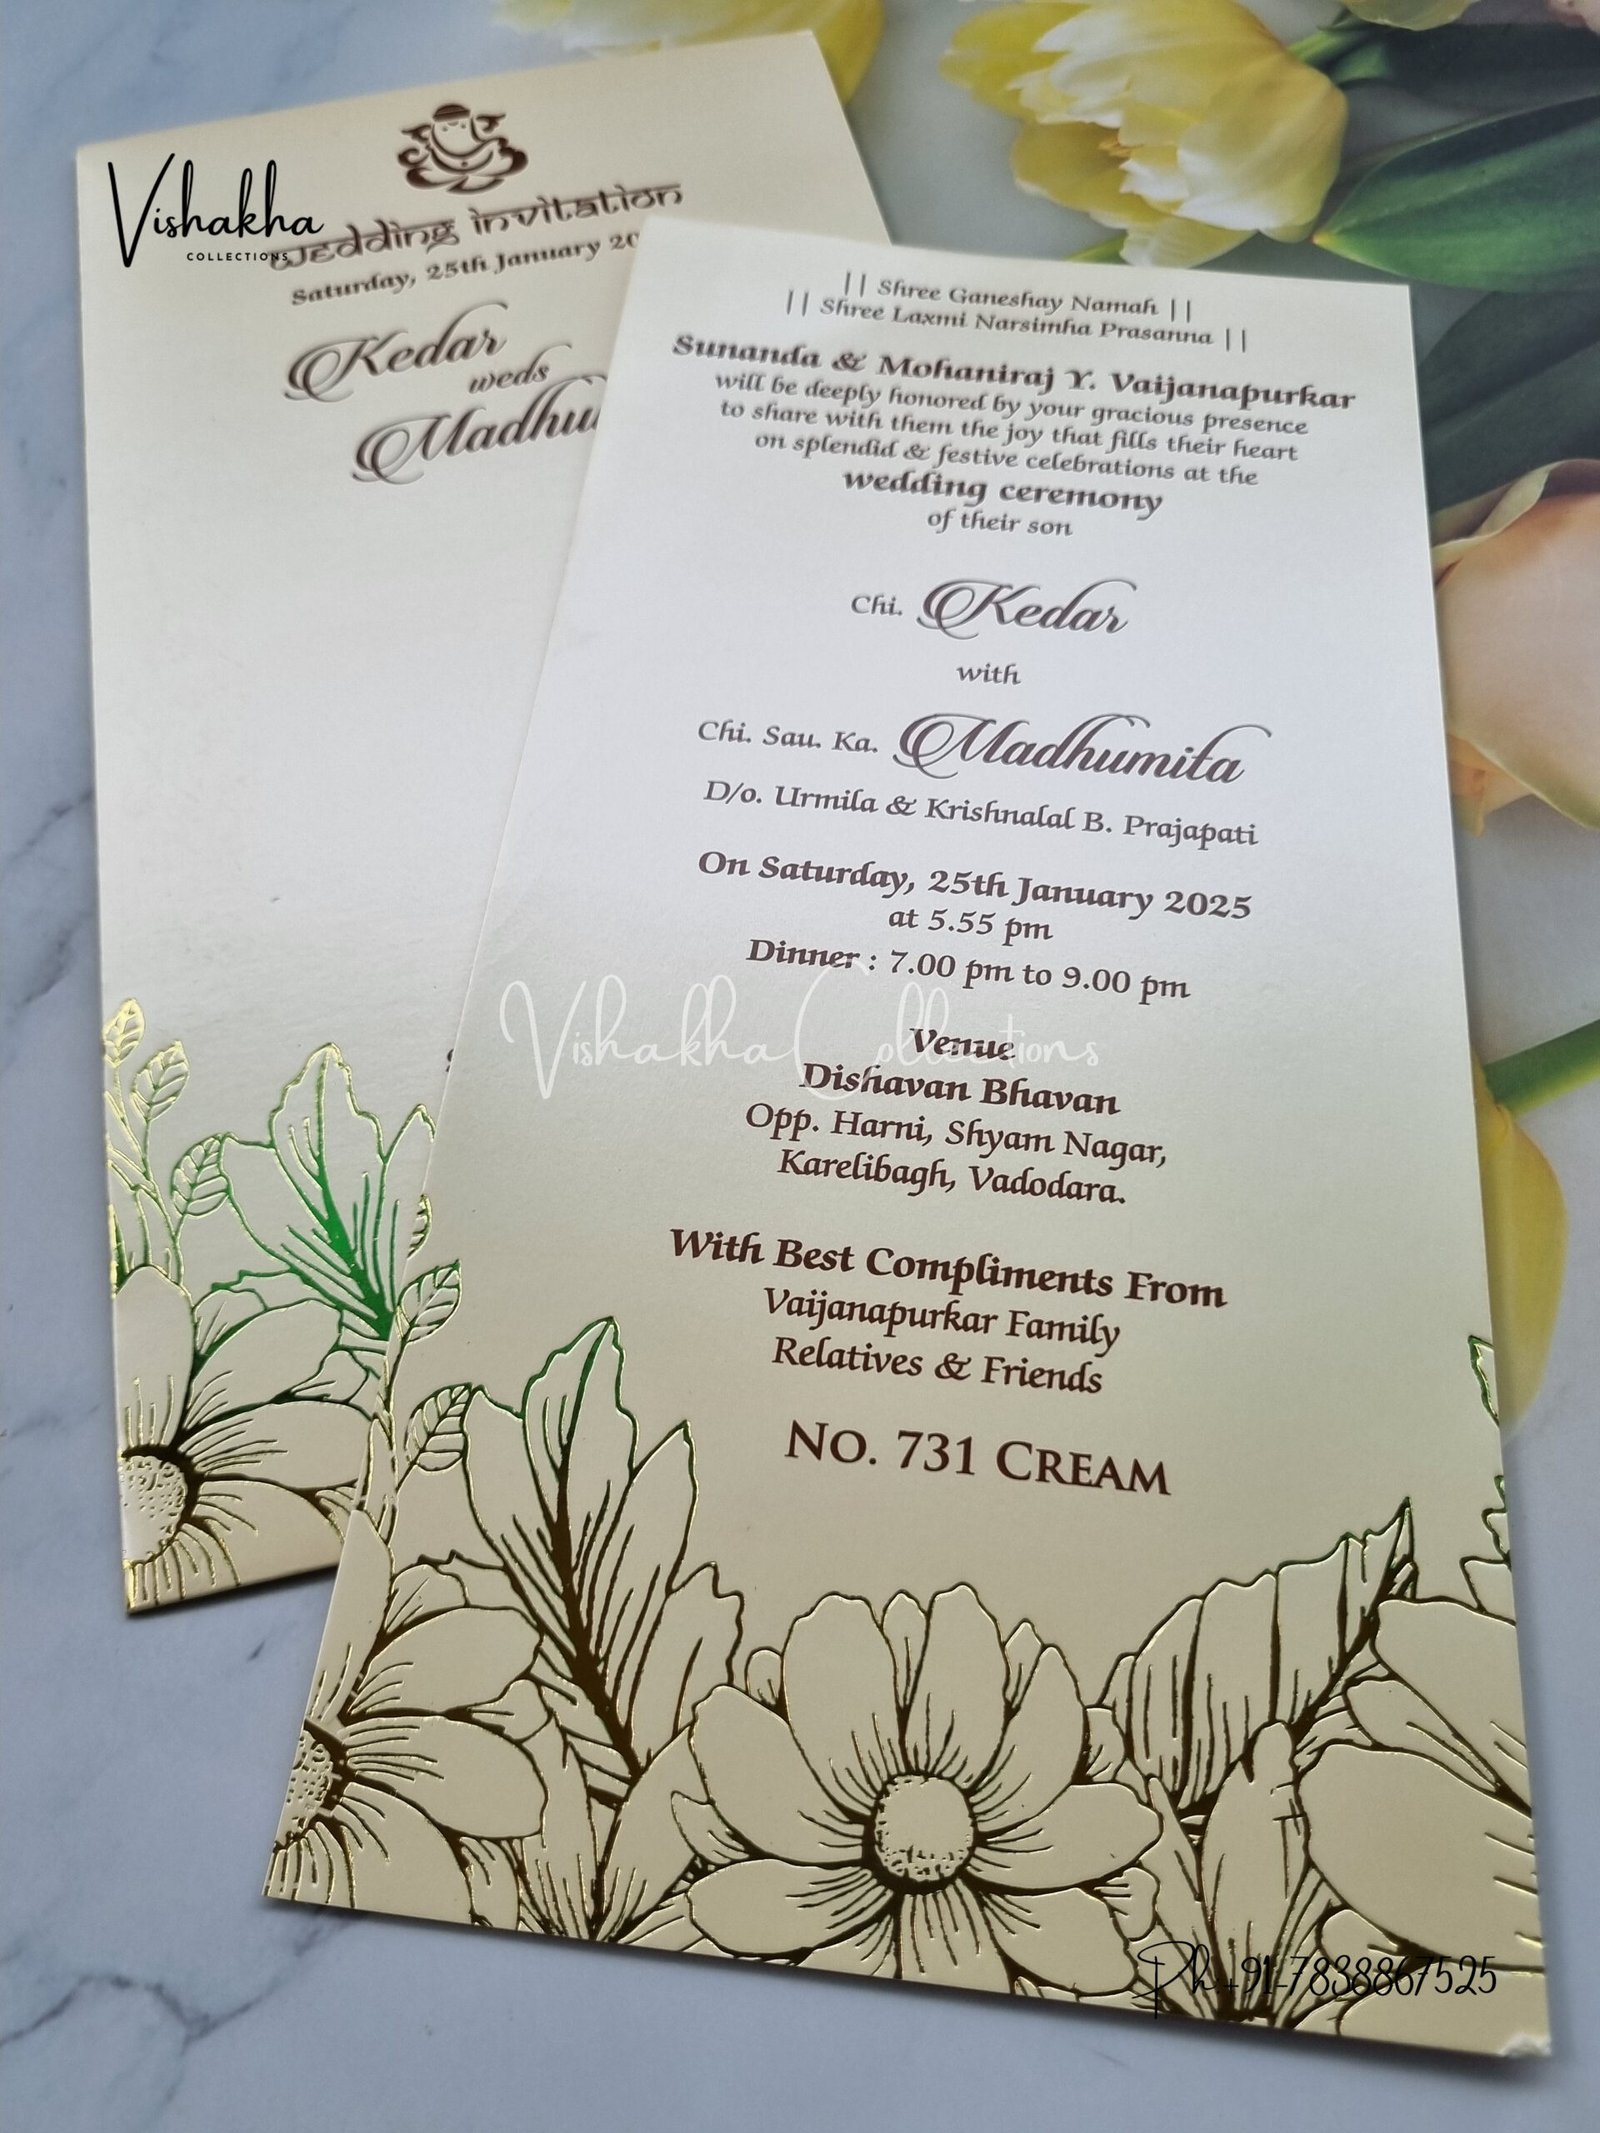 Vishakha
COLLECTIONS
wedding invitation
Saturday, 25th January
Kedar
weds
|| Shree Ganeshay Namah ||
|| Shree Laxmi Narsimha Prasanna ||
Sunanda & Mohaniraj Y. Vaijanapurkar
will be deeply honored by your gracious presence
to share with them the joy that fills their heart
on splendid & festive celebrations at the
wedding ceremony
of their son
Chi. Kedar
with
Chi. Sau. Ka. Madhumita
D/o. Urmila & Krishnalal B. Prajapati
On Saturday, 25th January 2025
at 5.55 pm
Dinner : 7.00 pm to 9.00 pm
Vishakha Collections
Venue
Dishavan Bhavan
Opp. Harni, Shyam Nagar,
Karelibagh, Vadodara.
With Best Compliments From
Vaijanapurkar Family
Relatives & Friends
No. 731 CREAM
Ph.+91-7838867525